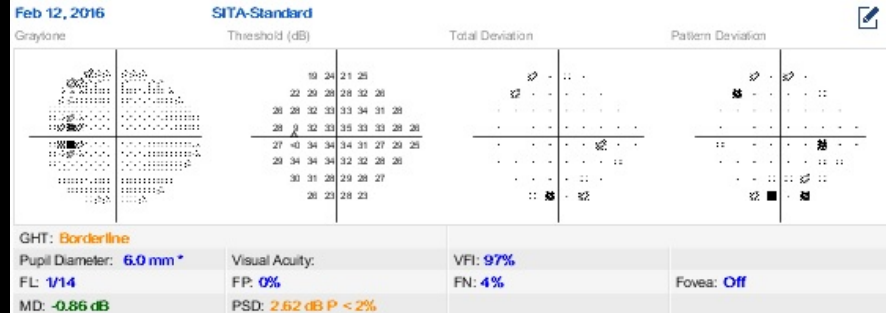 Feb 12, 2016 SITA-Standard
Graytone Threshold (dB) Total Deviation Pattern Deviation
19 24 21 25
22 29 28 28 32 26
26 28 32 33 33 34 31 28
28 9 32 33 35 33 33 28 26
27 <0 34 34 34 31 27 29 25
29 34 34 34 32 32 28 26
30 31 28 29 28 27
26 23 28 23
GHT: Borderline
Pupil Diameter: 6.0 mm * Visual Acuity: VFI: 97%
FL: 1/14 FP: 0% FN: 4% Fovea: Off
MD: -0.86 dB PSD: 2.62 dB P < 2%